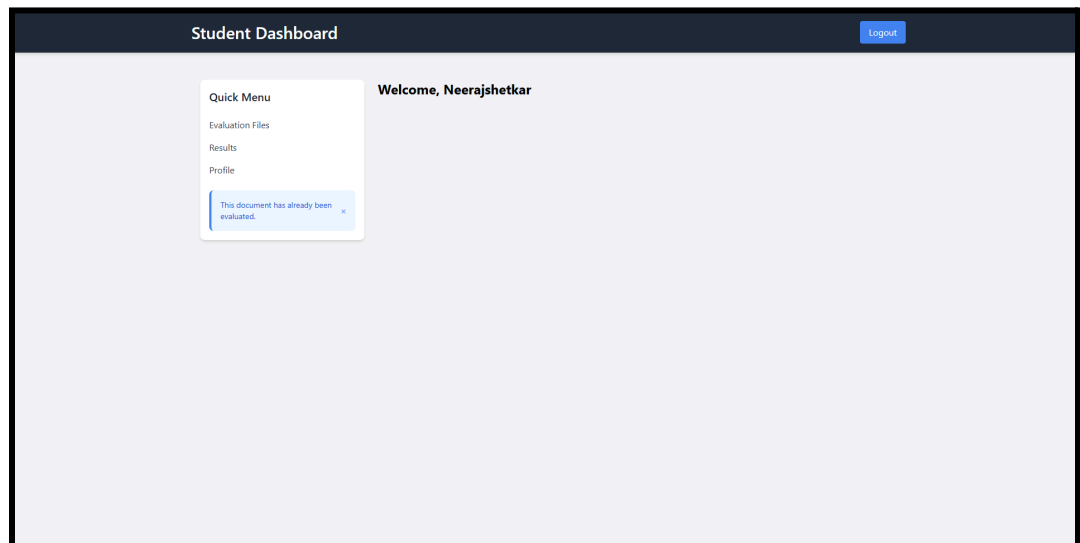 Student Dashboard
Logout
Quick Menu
Evaluation Files
Results
Profile
This document has already been
evaluated.
×
Welcome, Neerajshetkar